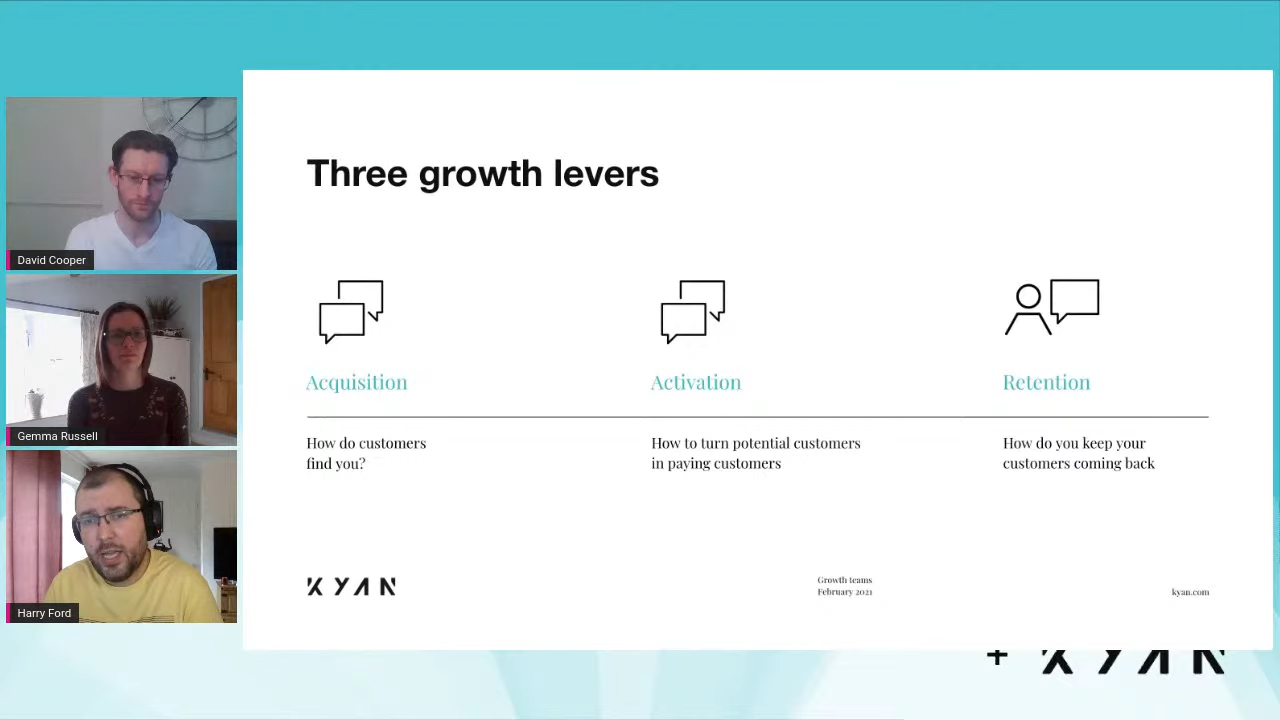 David Cooper
Gemma Russell
Harry Ford
Three growth levers
Acquisition
Activation
Retention
How do customers
find you?
How to turn potential customers
in paying customers
How do you keep your
customers coming back
KYAN
Growth teams
February 2021
kyan.com
+ KYAN